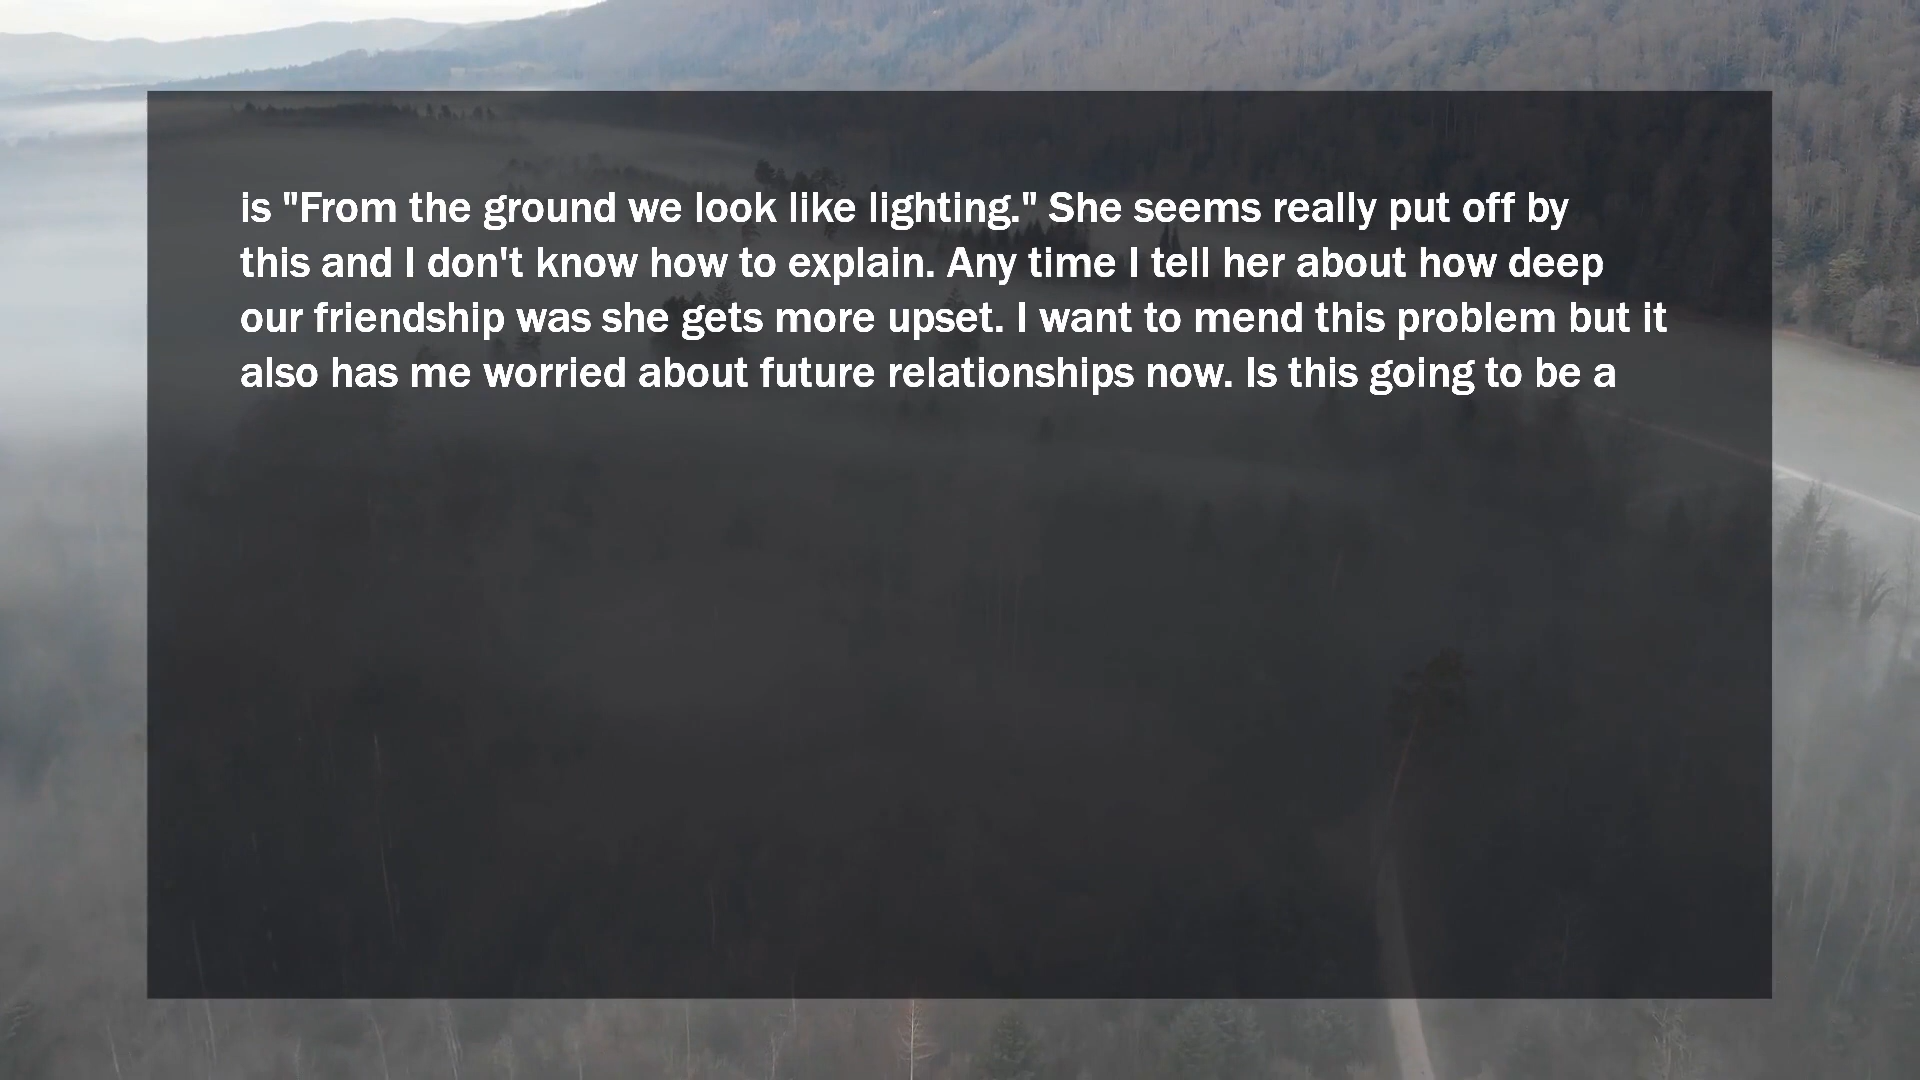 is "From the ground we look like lighting." She seems really put off by
this and I don't know how to explain. Any time I tell her about how deep
our friendship was she gets more upset. I want to mend this problem but it
also has me worried about future relationships now. Is this going to be a